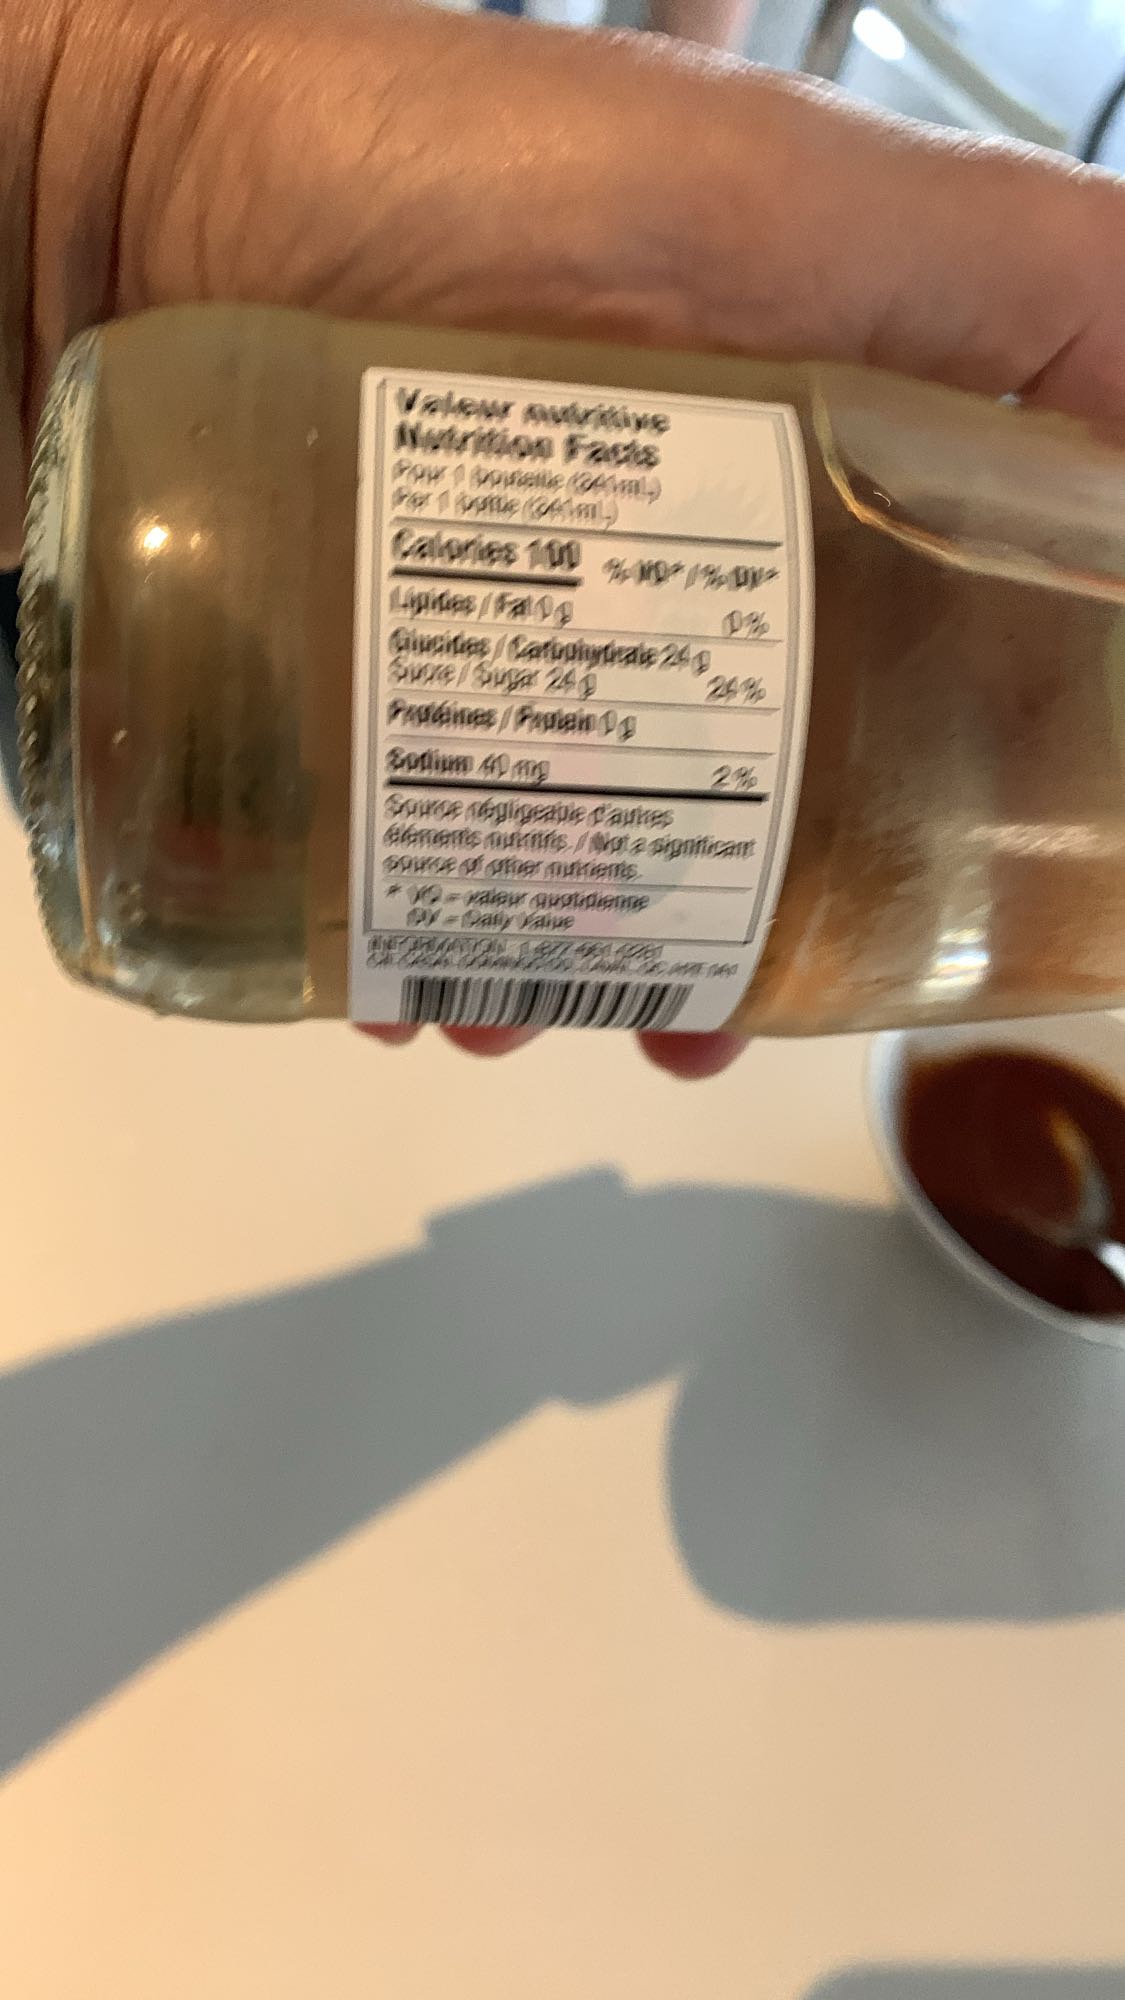 Valeur nutritive
Nutrition Facts
Pour 1 bouteille (341mL)
Per 1 bottle (341mL)
Calories 100 % VQ* / % DV*
Lipides / Fat 0 g 0%
Glucides / Carbohydrate 24 g
Sucre / Sugar 24 g 24%
Protéines / Protein 0 g
Sodium 40 mg 2%
Source négligeable d'autres
éléments nutritifs. / Not a significant
source of other nutrients.
* VQ = valeur quotidienne
DV = Daily Value
INFORMATION